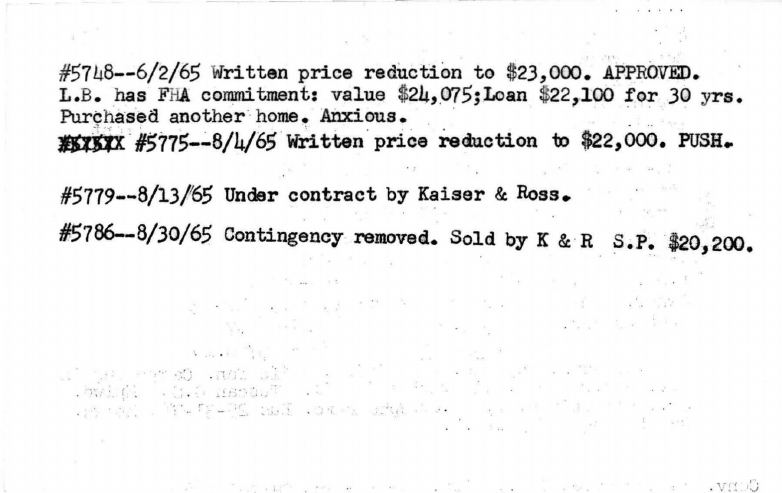 #5748--6/2/65 Written price reduction to $23,000. APPROVED.
L.B. has FHA commitment: value $24,075;Loan $22,100 for 30 yrs.
Purchased another home. Anxious.
#5775--8/4/65 Written price reduction to $22,000. PUSH.
#5779--8/13/65 Under contract by Kaiser & Ross.
#5786--8/30/65 Contingency removed. Sold by K & R S.P. $20,200.